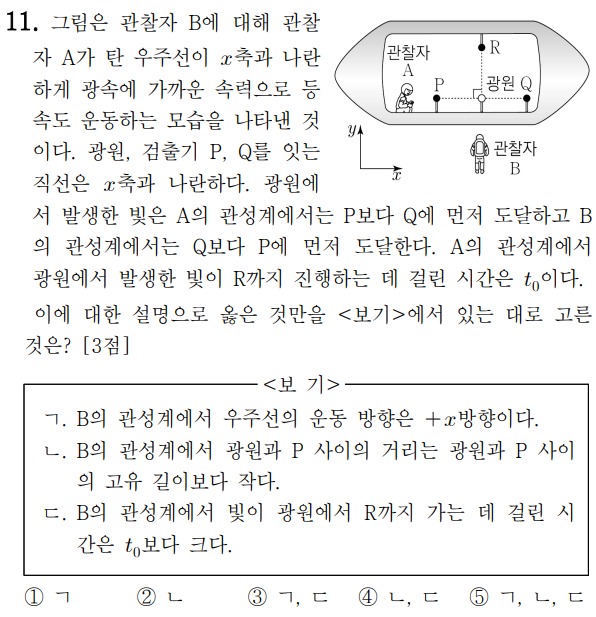 11. 그림은 관찰자 B에 대해 관찰
자 A가 탄 우주선이 x축과 나란
하게 광속에 가까운 속력으로 등
속도 운동하는 모습을 나타낸 것
이다. 광원, 검출기 P, Q를 잇는
직선은 x축과 나란하다. 광원에
관찰자
A
P
R
광원 Q
y
x
관찰자
B
서 발생한 빛은 A의 관성계에서는 P보다 Q에 먼저 도달하고 B
의 관성계에서는 Q보다 P에 먼저 도달한다. A의 관성계에서
광원에서 발생한 빛이 R까지 진행하는 데 걸린 시간은 t₀이다.
이에 대한 설명으로 옳은 것만을 <보기>에서 있는 대로 고른
것은? [3점]
<보 기>
ㄱ. B의 관성계에서 우주선의 운동 방향은 +x방향이다.
ㄴ. B의 관성계에서 광원과 P 사이의 거리는 광원과 P 사이
의 고유 길이보다 작다.
ㄷ. B의 관성계에서 빛이 광원에서 R까지 가는 데 걸린 시
간은 t₀보다 크다.
① ㄱ ② ㄴ ③ ㄱ, ㄷ ④ ㄴ, ㄷ ⑤ ㄱ, ㄴ, ㄷ